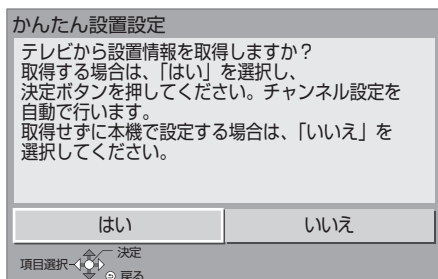 かんたん設置設定
テレビから設置情報を取得しますか？
取得する場合は、「はい」を選択し、
決定ボタンを押してください。チャンネル設定を
自動で行います。
取得せずに本機で設定する場合は、「いいえ」を
選択してください。
はい
いいえ
項目選択
決定
戻る